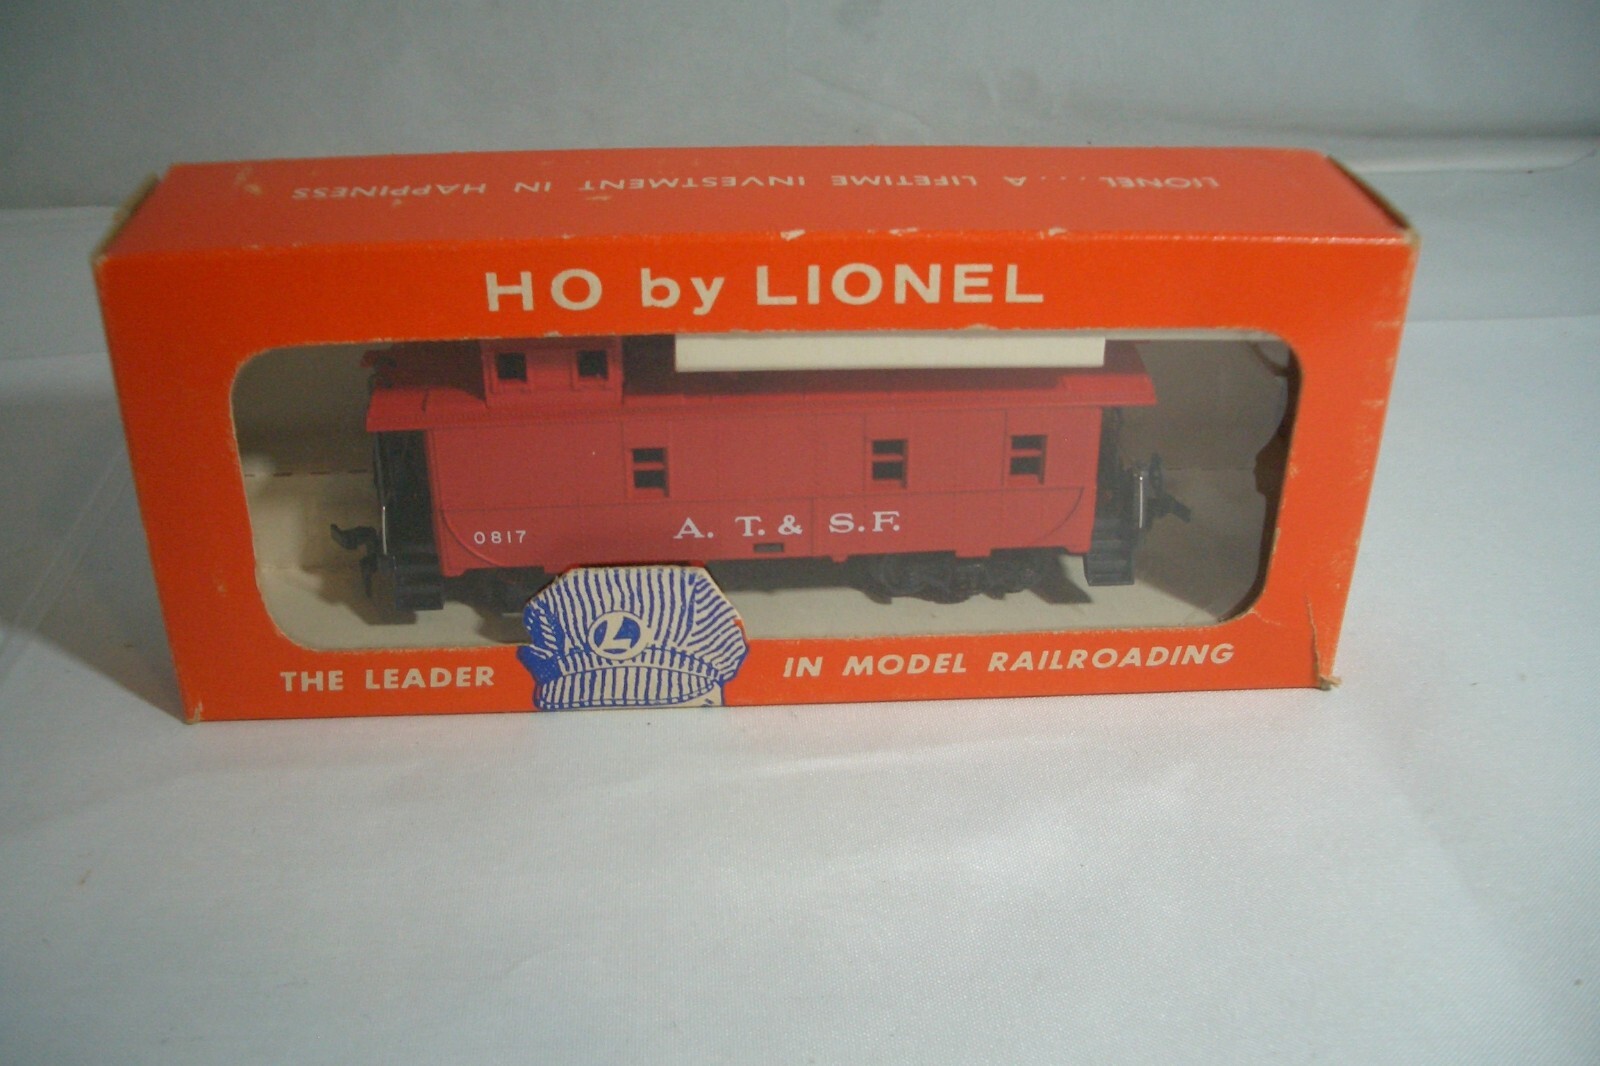 LIONEL... A LIFETIME INVESTMENT IN HAPPINESS
HO by LIONEL
0817 A. T. & S.F.
L
THE LEADER IN MODEL RAILROADING